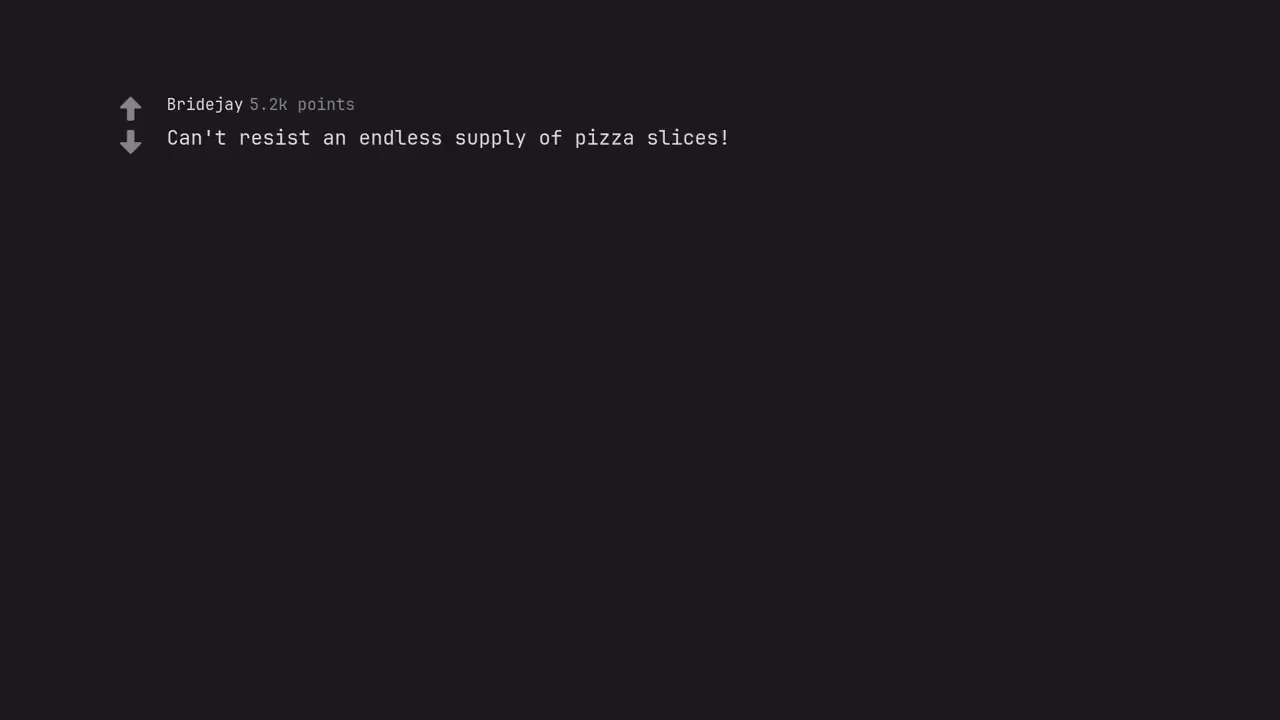 Bridejay 5.2k points
Can't resist an endless supply of pizza slices!